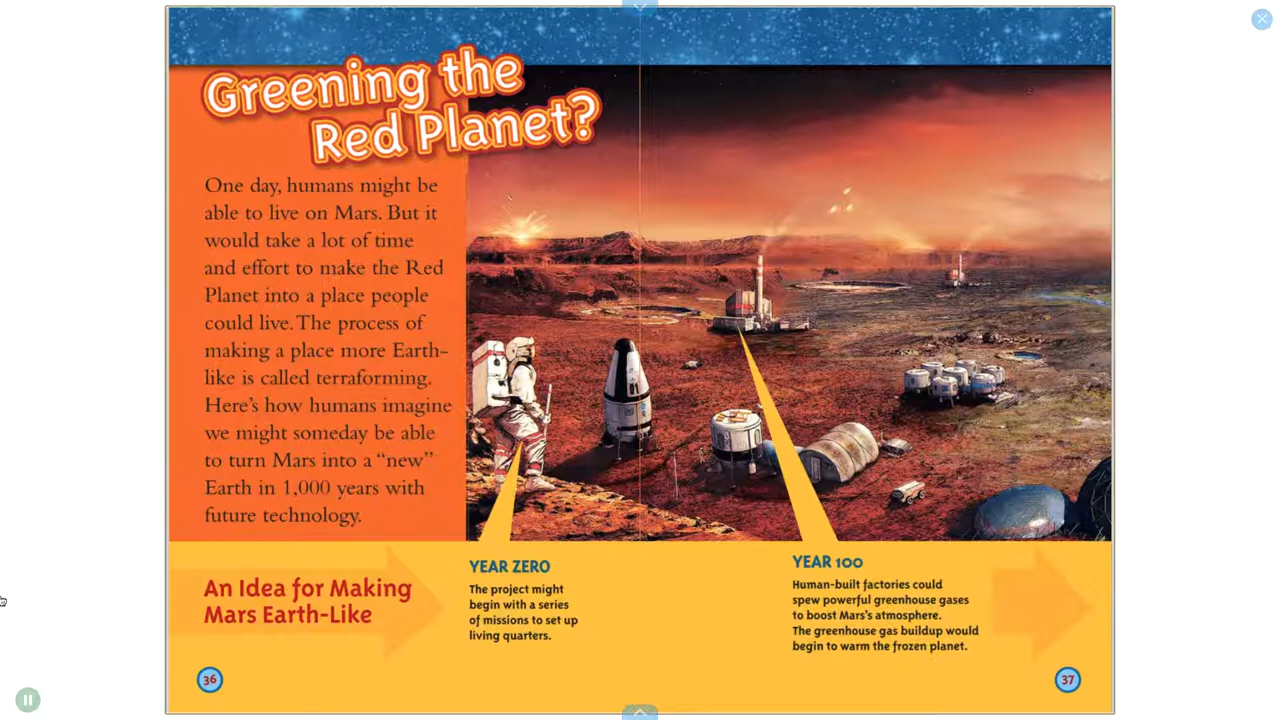 Greening the
Red Planet?
One day, humans might be
able to live on Mars. But it
would take a lot of time
and effort to make the Red
Planet into a place people
could live. The process of
making a place more Earth-
like is called terraforming.
Here's how humans imagine
we might someday be able
to turn Mars into a “new”
Earth in 1,000 years with
future technology.
An Idea for Making
Mars Earth-Like
YEAR ZERO
The project might
begin with a series
of missions to set up
living quarters.
YEAR 100
Human-built factories could
spew powerful greenhouse gases
to boost Mars's atmosphere.
The greenhouse gas buildup would
begin to warm the frozen planet.
36
37